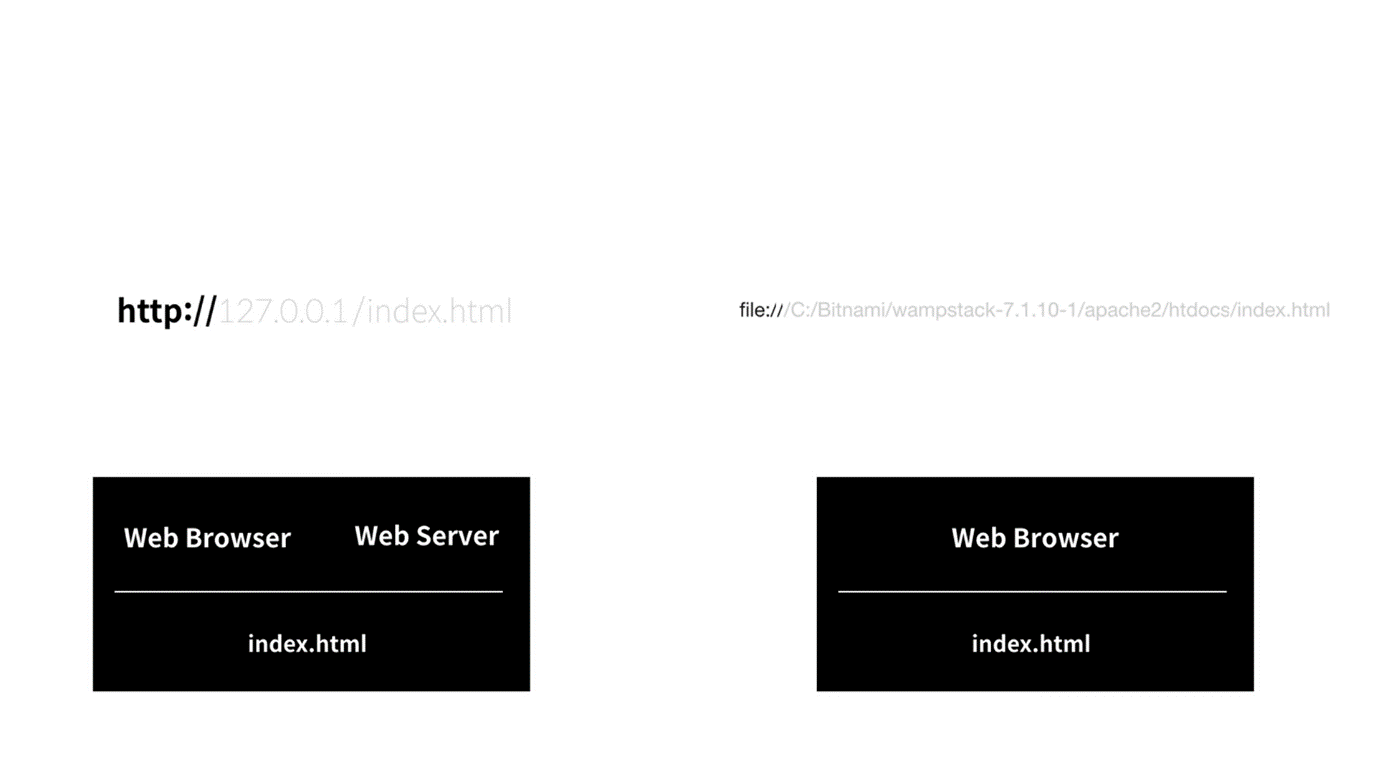 http://127.0.0.1/index.html
file:///C:/Bitnami/wampstack-7.1.10-1/apache2/htdocs/index.html
Web Browser Web Server
index.html
Web Browser
index.html